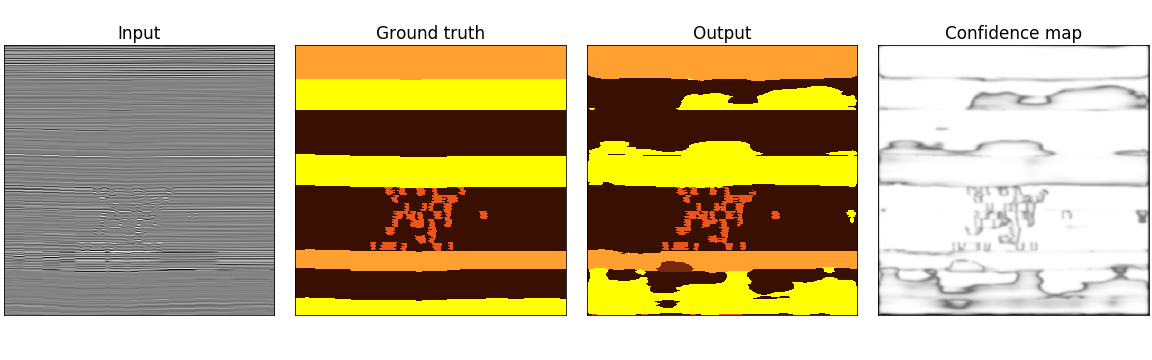 Input
Ground truth
Output
Confidence map